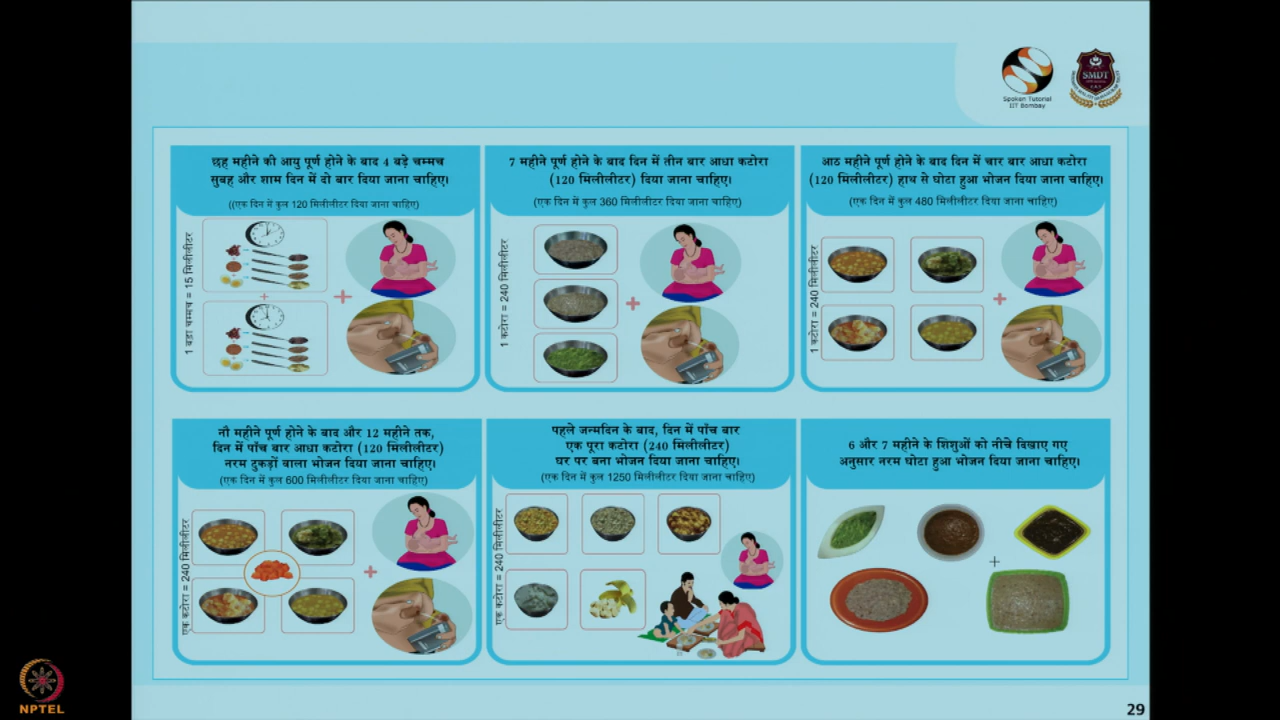 Spoken Tutorial
IIT Bombay
SMDT
छह महीने की आयु पूर्ण होने के बाद 4 बड़े चम्मच
सुबह और शाम दिन में दो बार दिया जाना चाहिए।
((एक दिन में कुल 120 मिलीलीटर दिया जाना चाहिए)
1 बडा चम्मच = 15 मिलीलीटर
7 महीने पूर्ण होने के बाद दिन में तीन बार आधा कटोरा
(120 मिलीलीटर) दिया जाना चाहिए।
(एक दिन में कुल 360 मिलीलीटर दिया जाना चाहिए)
1 कटोरा = 240 मिलीलीटर
आठ महीने पूर्ण होने के बाद दिन में चार बार आधा कटोरा
(120 मिलीलीटर) हाथ से घोटा हुआ भोजन दिया जाना चाहिए।
(एक दिन में कुल 480 मिलीलीटर दिया जाना चाहिए)
1 कटोरा = 240 मिलीलीटर
नौ महीने पूर्ण होने के बाद और 12 महीने तक,
दिन में पाँच बार आधा कटोरा (120 मिलीलीटर)
नरम टुकड़ों वाला भोजन दिया जाना चाहिए।
(एक दिन में कुल 600 मिलीलीटर दिया जाना चाहिए)
एक कटोरा = 240 मिलीलीटर
पहले जन्मदिन के बाद, दिन में पाँच बार
एक पूरा कटोरा (240 मिलीलीटर)
घर पर बना भोजन दिया जाना चाहिए।
(एक दिन में कुल 1250 मिलीलीटर दिया जाना चाहिए)
एक कटोरा = 240 मिलीलीटर
6 और 7 महीने के शिशुओं को नीचे दिखाए गए
अनुसार नरम घोटा हुआ भोजन दिया जाना चाहिए।
NPTEL
29